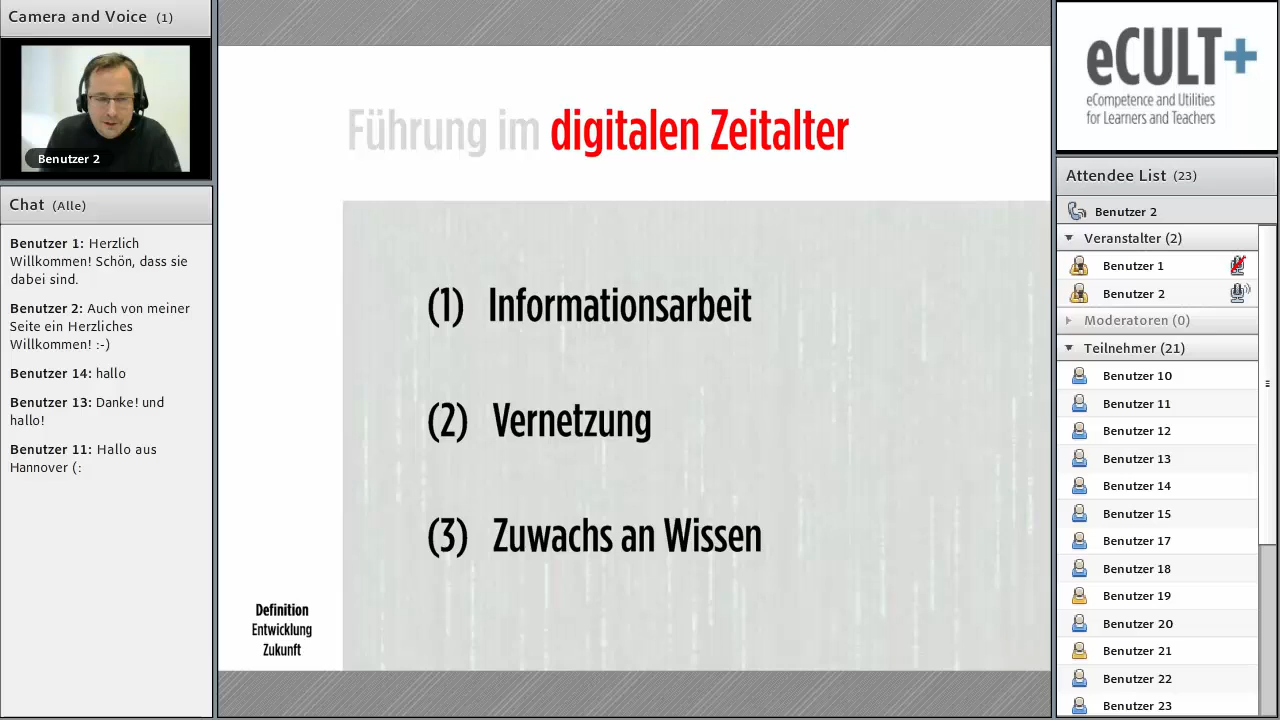 Camera and Voice (1)
Benutzer 2
Chat (Alle)
Benutzer 1: Herzlich
Willkommen! Schön, dass sie
dabei sind.
Benutzer 2: Auch von meiner
Seite ein Herzliches
Willkommen! :-)
Benutzer 14: hallo
Benutzer 13: Danke! und
hallo!
Benutzer 11: Hallo aus
Hannover (:
Führung im digitalen Zeitalter
(1) Informationsarbeit
(2) Vernetzung
(3) Zuwachs an Wissen
Definition
Entwicklung
Zukunft
eCULT+
eCompetence and Utilities
for Learners and Teachers
Attendee List (23)
Benutzer 2
Veranstalter (2)
Benutzer 1
Benutzer 2
Moderatoren (0)
Teilnehmer (21)
Benutzer 10
Benutzer 11
Benutzer 12
Benutzer 13
Benutzer 14
Benutzer 15
Benutzer 17
Benutzer 18
Benutzer 19
Benutzer 20
Benutzer 21
Benutzer 22
Benutzer 23